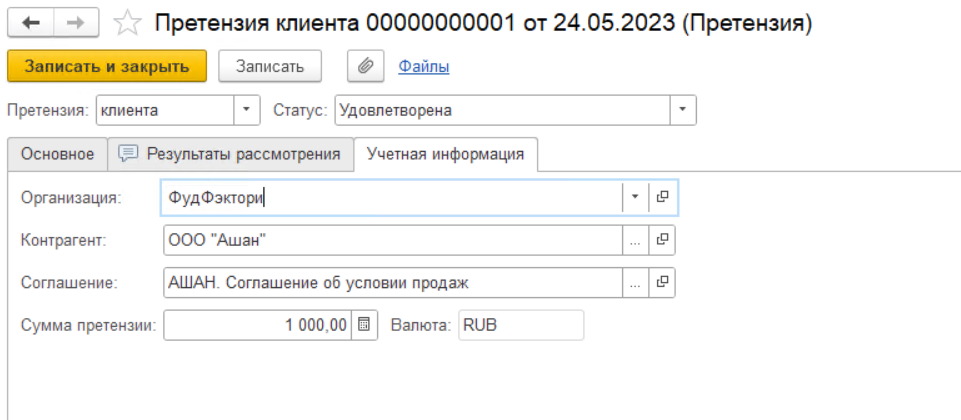 Претензия клиента 00000000001 от 24.05.2023 (Претензия)
Записать и закрыть Записать Файлы
Претензия: клиента Статус: Удовлетворена
Основное Результаты рассмотрения Учетная информация
Организация: ФудФэктори
Контрагент: ООО "Ашан" ...
Соглашение: АШАН. Соглашение об условии продаж ...
Сумма претензии: 1 000,00 Валюта: RUB